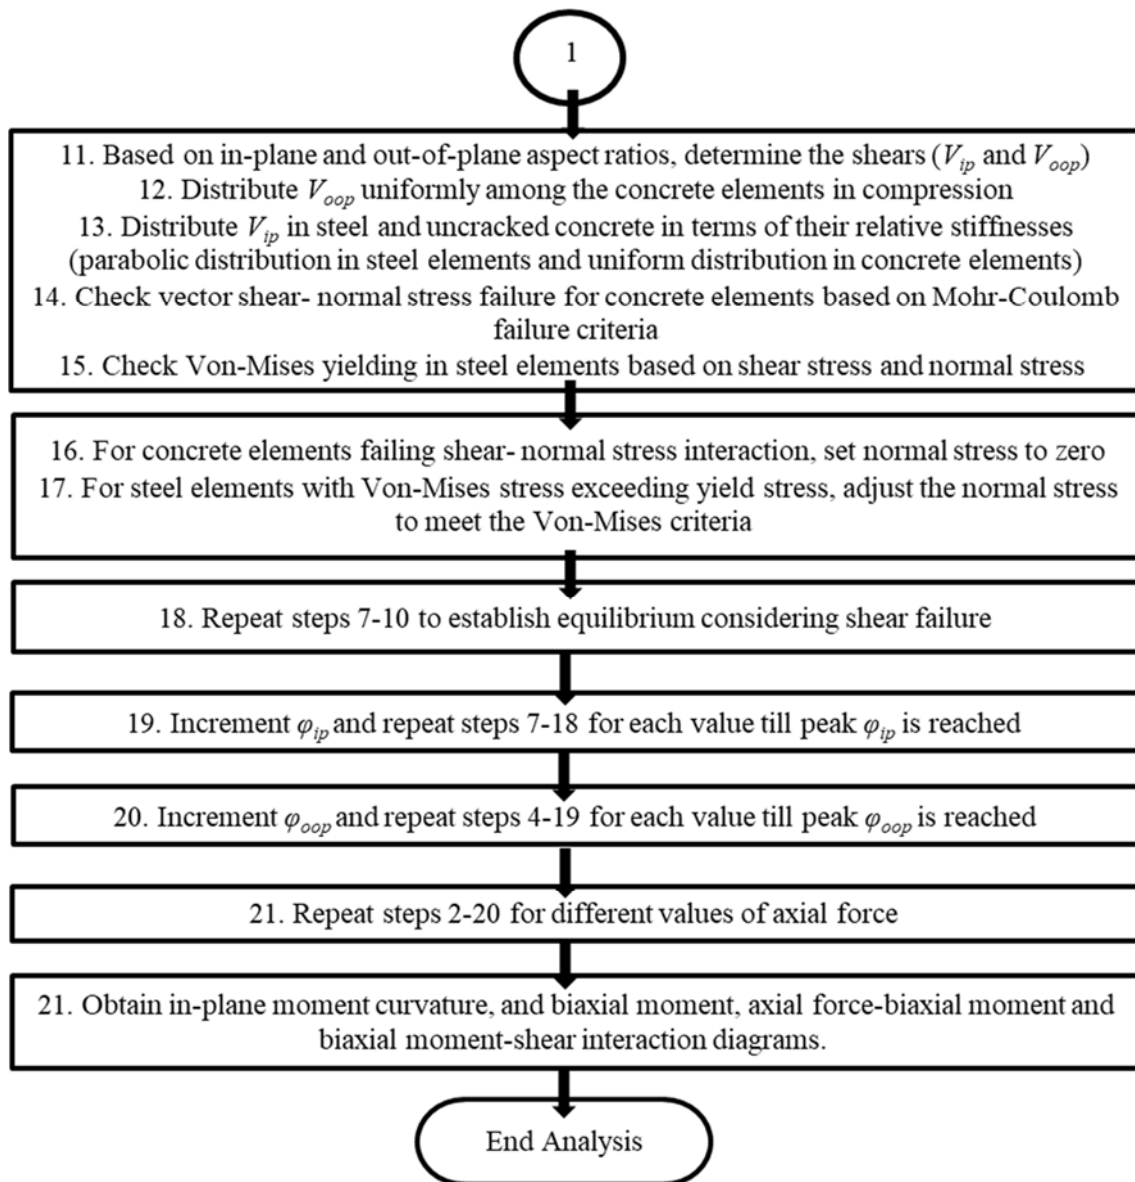 1
11. Based on in-plane and out-of-plane aspect ratios, determine the shears (V_ip and V_oop)
12. Distribute V_oop uniformly among the concrete elements in compression
13. Distribute V_ip in steel and uncracked concrete in terms of their relative stiffnesses
(parabolic distribution in steel elements and uniform distribution in concrete elements)
14. Check vector shear- normal stress failure for concrete elements based on Mohr-Coulomb
failure criteria
15. Check Von-Mises yielding in steel elements based on shear stress and normal stress
16. For concrete elements failing shear- normal stress interaction, set normal stress to zero
17. For steel elements with Von-Mises stress exceeding yield stress, adjust the normal stress
to meet the Von-Mises criteria
18. Repeat steps 7-10 to establish equilibrium considering shear failure
19. Increment φ_ip and repeat steps 7-18 for each value till peak φ_ip is reached
20. Increment φ_oop and repeat steps 4-19 for each value till peak φ_oop is reached
21. Repeat steps 2-20 for different values of axial force
21. Obtain in-plane moment curvature, and biaxial moment, axial force-biaxial moment and
biaxial moment-shear interaction diagrams.
End Analysis